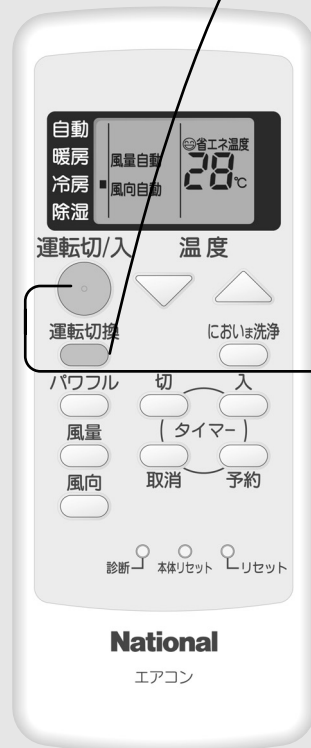 自動
暖房
冷房
除湿
風量自動
風向自動
省エネ温度
28℃
運転切/入 温度
運転切換 においま洗浄
パワフル 切 入
風量 (タイマー)
風向 取消 予約
診断 本体リセット リセット
National
エアコン